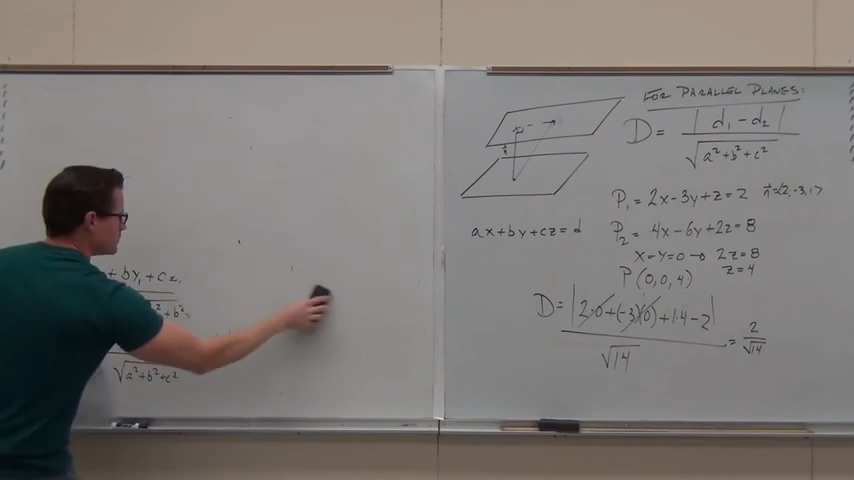 + by₁ + cz₁
√a²+b²+c²
FOR PARALLEL PLANES:
D = |d₁ - d₂| / √a²+b²+c²
ax+by+cz=d
P₁ = 2x-3y+z=2 n⃗=⟨2,-3,1⟩
P₂ = 4x-6y+2z=8
x=y=0 → 2z=8
z=4
P(0,0,4)
D = |2·0+(-3)(0)+1·4-2| / √14 = 2/√14